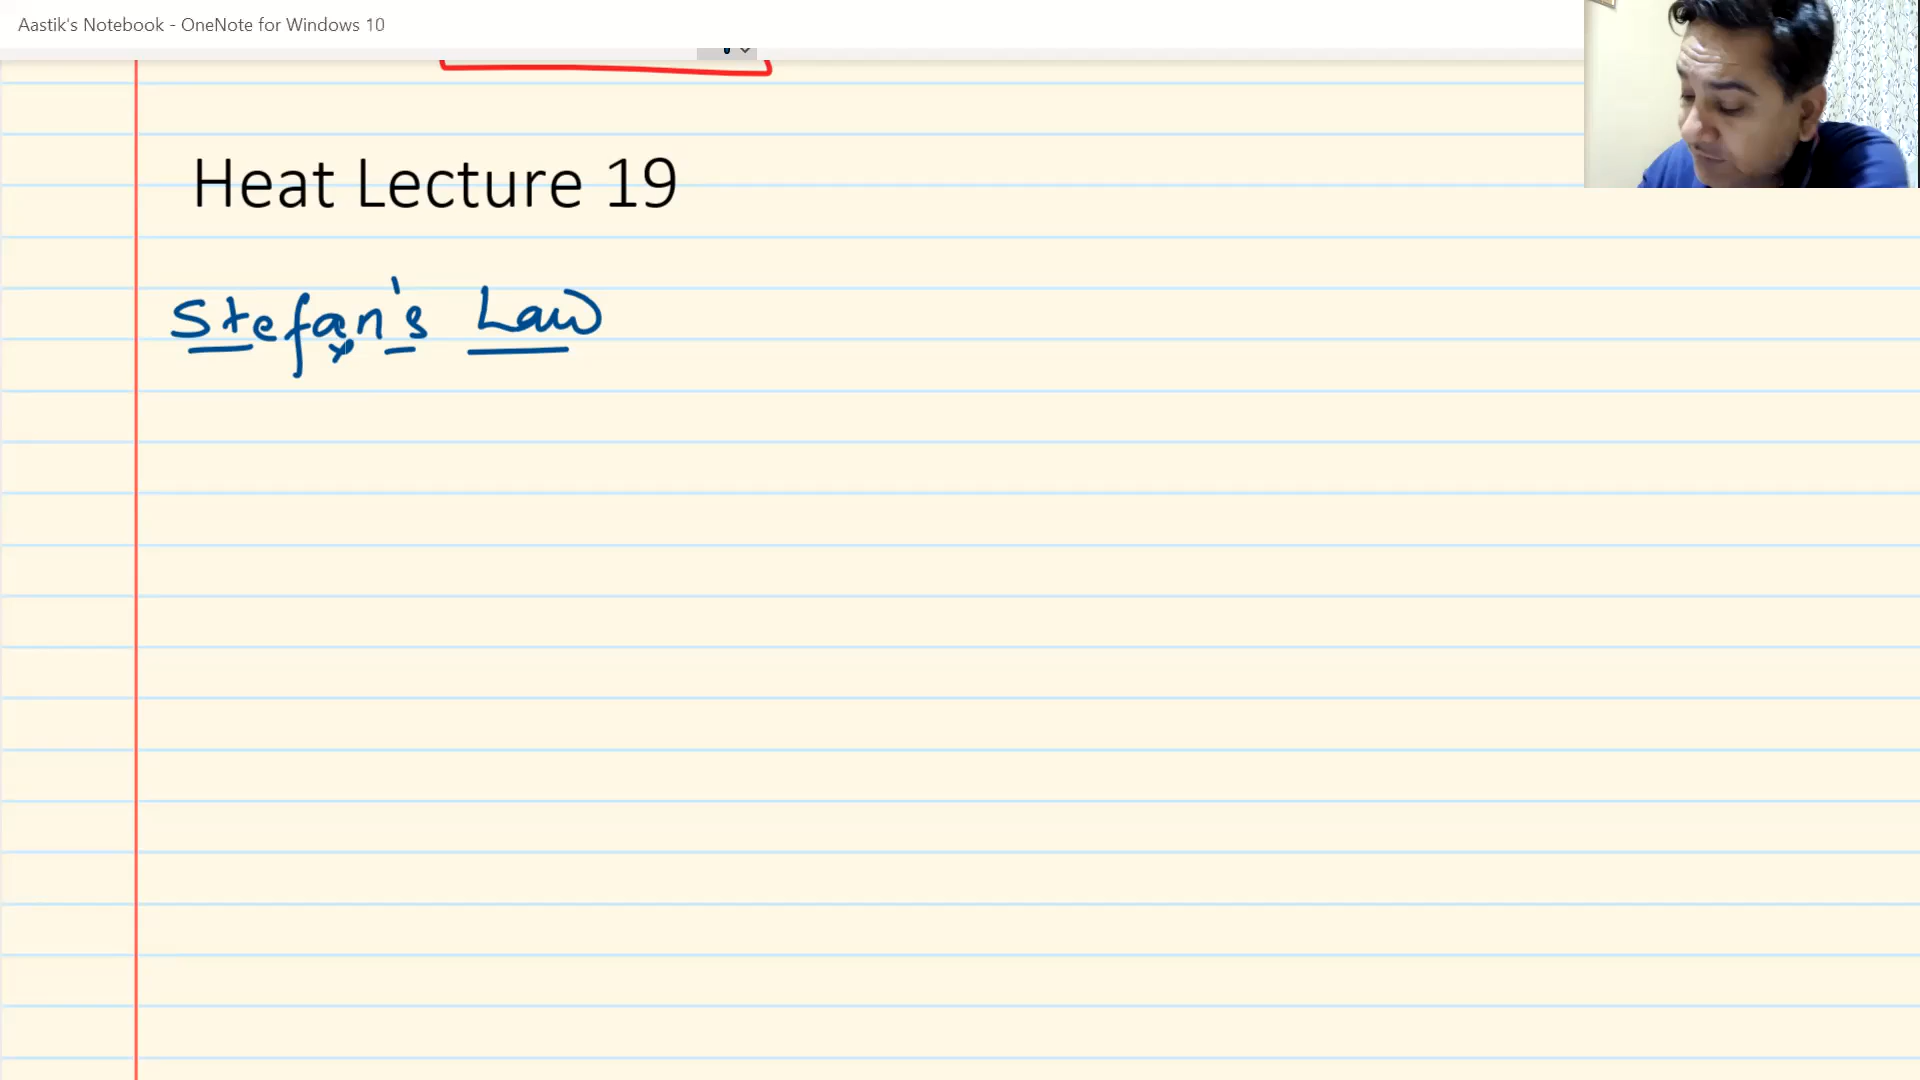 Aastik's Notebook - OneNote for Windows 10
Heat Lecture 19
Stefan's Law